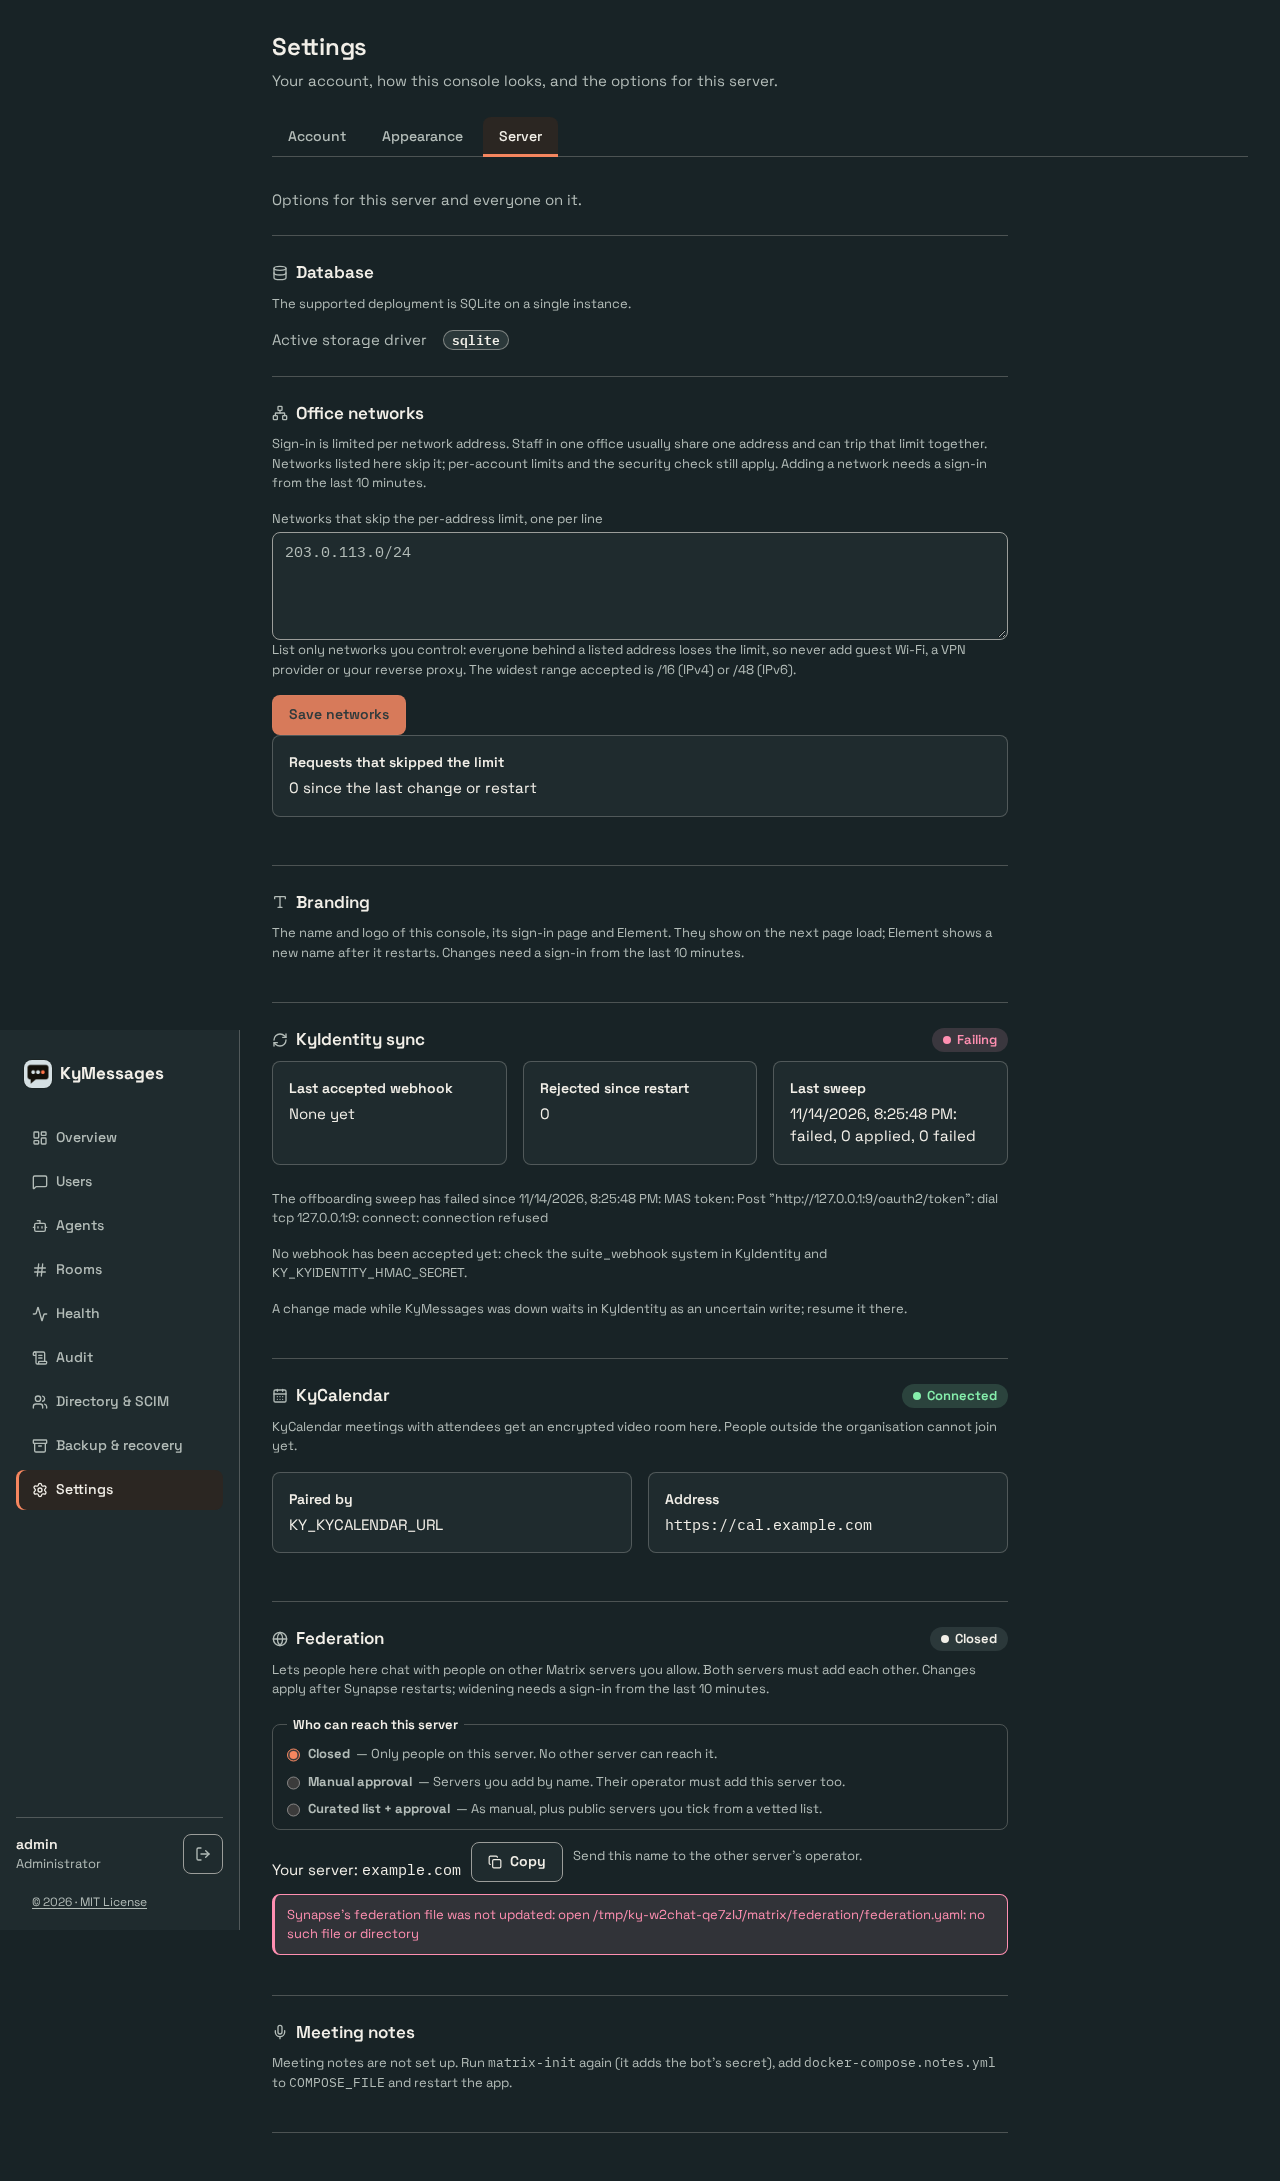 Settings
Your account, how this console looks, and the options for this server.
Account
Appearance
Server
Options for this server and everyone on it.
Database
The supported deployment is SQLite on a single instance.
Active storage driver
sqlite
Office networks
Sign-in is limited per network address. Staff in one office usually share one address and can trip that limit together.
Networks listed here skip it; per-account limits and the security check still apply. Adding a network needs a sign-in
from the last 10 minutes.
Networks that skip the per-address limit, one per line
203.0.113.0/24
List only networks you control: everyone behind a listed address loses the limit, so never add guest Wi-Fi, a VPN
provider or your reverse proxy. The widest range accepted is /16 (IPv4) or /48 (IPv6).
Save networks
Requests that skipped the limit
0 since the last change or restart
Branding
The name and logo of this console, its sign-in page and Element. They show on the next page load; Element shows a
new name after it restarts. Changes need a sign-in from the last 10 minutes.
KyIdentity sync
Failing
Last accepted webhook
None yet
Rejected since restart
0
Last sweep
11/14/2026, 8:25:48 PM:
failed, 0 applied, 0 failed
The offboarding sweep has failed since 11/14/2026, 8:25:48 PM: MAS token: Post "http://127.0.0.1:9/oauth2/token": dial
tcp 127.0.0.1:9: connect: connection refused
No webhook has been accepted yet: check the suite_webhook system in KyIdentity and
KY_KYIDENTITY_HMAC_SECRET.
A change made while KyMessages was down waits in KyIdentity as an uncertain write; resume it there.
KyCalendar
Connected
KyCalendar meetings with attendees get an encrypted video room here. People outside the organisation cannot join
yet.
Paired by
KY_KYCALENDAR_URL
Address
https://cal.example.com
Federation
Closed
Lets people here chat with people on other Matrix servers you allow. Both servers must add each other. Changes
apply after Synapse restarts; widening needs a sign-in from the last 10 minutes.
Who can reach this server
Closed — Only people on this server. No other server can reach it.
Manual approval — Servers you add by name. Their operator must add this server too.
Curated list + approval — As manual, plus public servers you tick from a vetted list.
Your server: example.com
Copy
Send this name to the other server's operator.
Synapse's federation file was not updated: open /tmp/ky-w2chat-qe7zIJ/matrix/federation/federation.yaml: no
such file or directory
Meeting notes
Meeting notes are not set up. Run matrix-init again (it adds the bot's secret), add docker-compose.notes.yml
to COMPOSE_FILE and restart the app.
KyMessages
Overview
Users
Agents
Rooms
Health
Audit
Directory & SCIM
Backup & recovery
Settings
admin
Administrator
© 2026 · MIT License